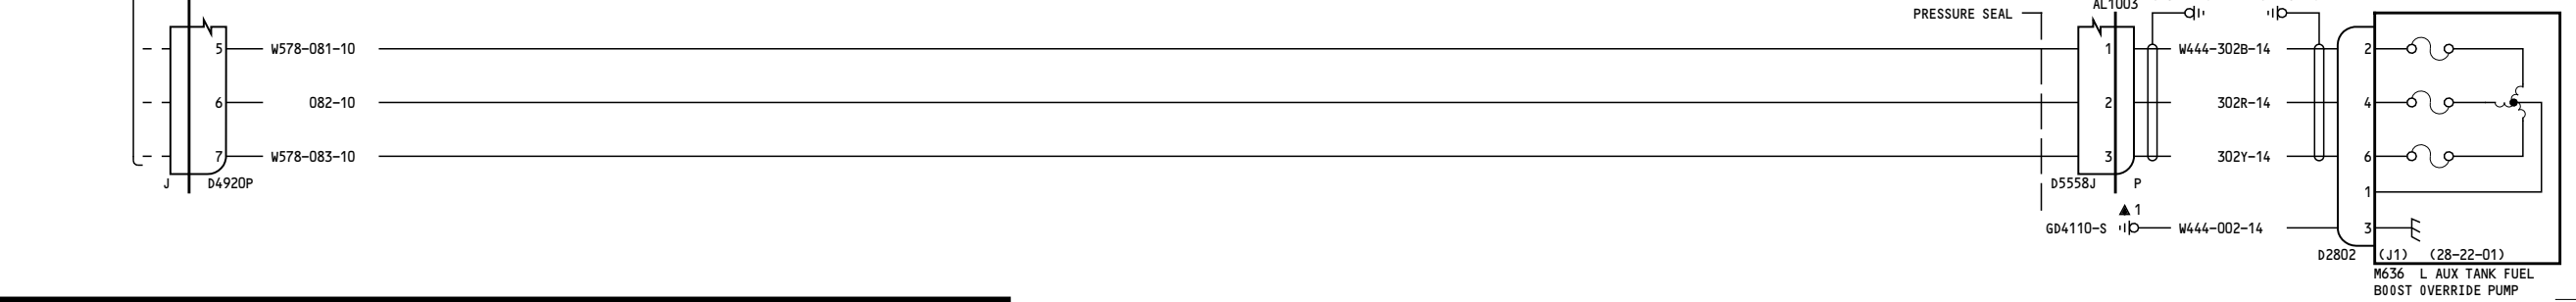 AL1003
PRESSURE SEAL
5 W578-081-10 1 W444-302B-14 2
6 082-10 2 302R-14 4
7 W578-083-10 3 302Y-14 6
J D4920P D5558J P
1
1
GD4110-S W444-002-14 3
D2802 (J1) (28-22-01)
M636 L AUX TANK FUEL
BOOST OVERRIDE PUMP